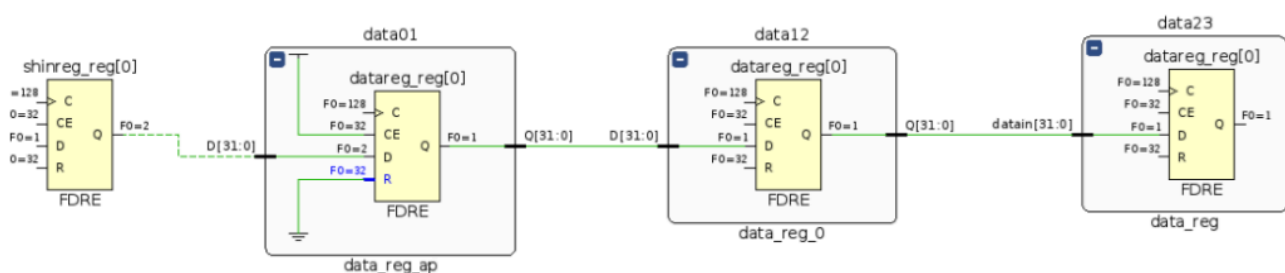 shinreg_reg[0]
=128
C
0=32
CE
F0=1
D
0=32
R
Q
F0=2
FDRE
data01
datareg_reg[0]
F0=128
C
F0=32
CE
D[31:0]
F0=2
D
F0=32
R
Q
F0=1
Q[31:0]
FDRE
data_reg_ap
data12
datareg_reg[0]
F0=128
C
F0=32
CE
D[31:0]
F0=1
D
F0=32
R
Q
F0=1
Q[31:0]
FDRE
data_reg_0
data23
datareg_reg[0]
F0=128
C
F0=32
CE
datain[31:0]
F0=1
D
F0=32
R
Q
F0=1
FDRE
data_reg